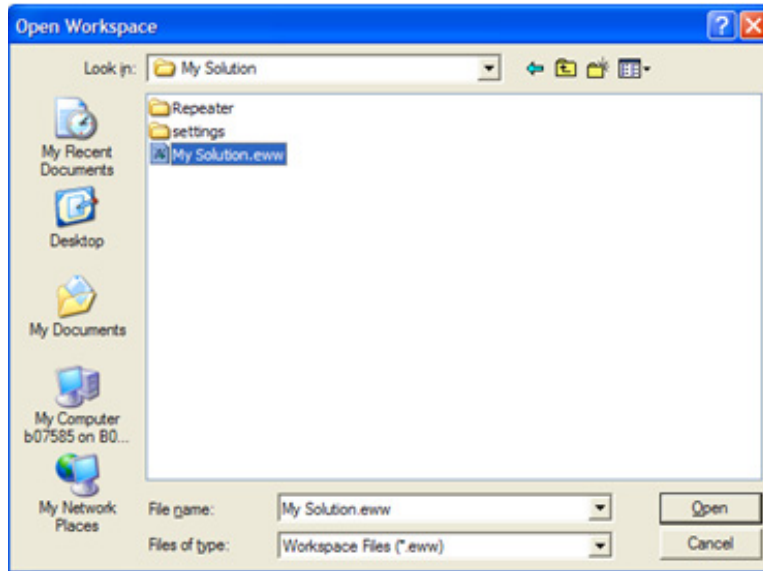 Open Workspace
Look in: My Solution
Repeater
settings
My Solution.eww
My Recent
Documents
Desktop
My Documents
My Computer
b07585 on B0...
My Network
Places
File name: My Solution.eww Open
Files of type: Workspace Files (*.eww) Cancel